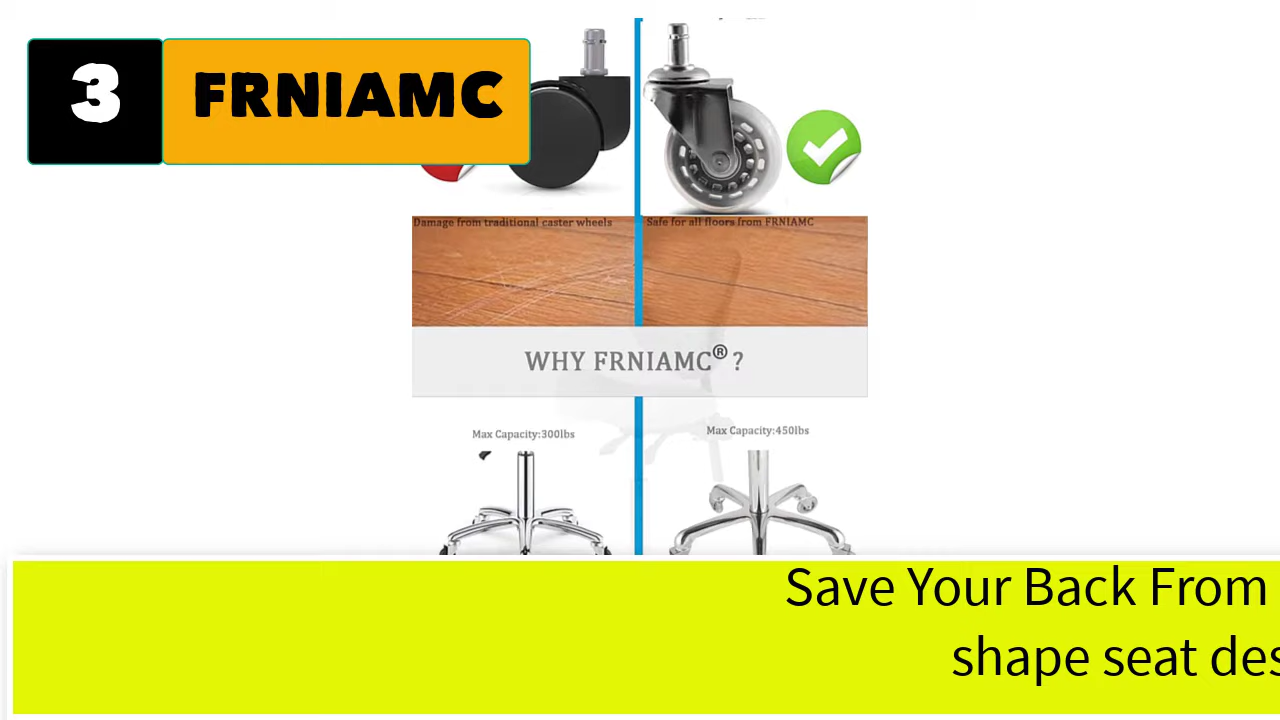 3 FRNIAMC
Damage from traditional caster wheels
Safe for all floors from FRNIAMC
WHY FRNIAMC® ?
Max Capacity:300lbs
Max Capacity:450lbs
Save Your Back From
shape seat